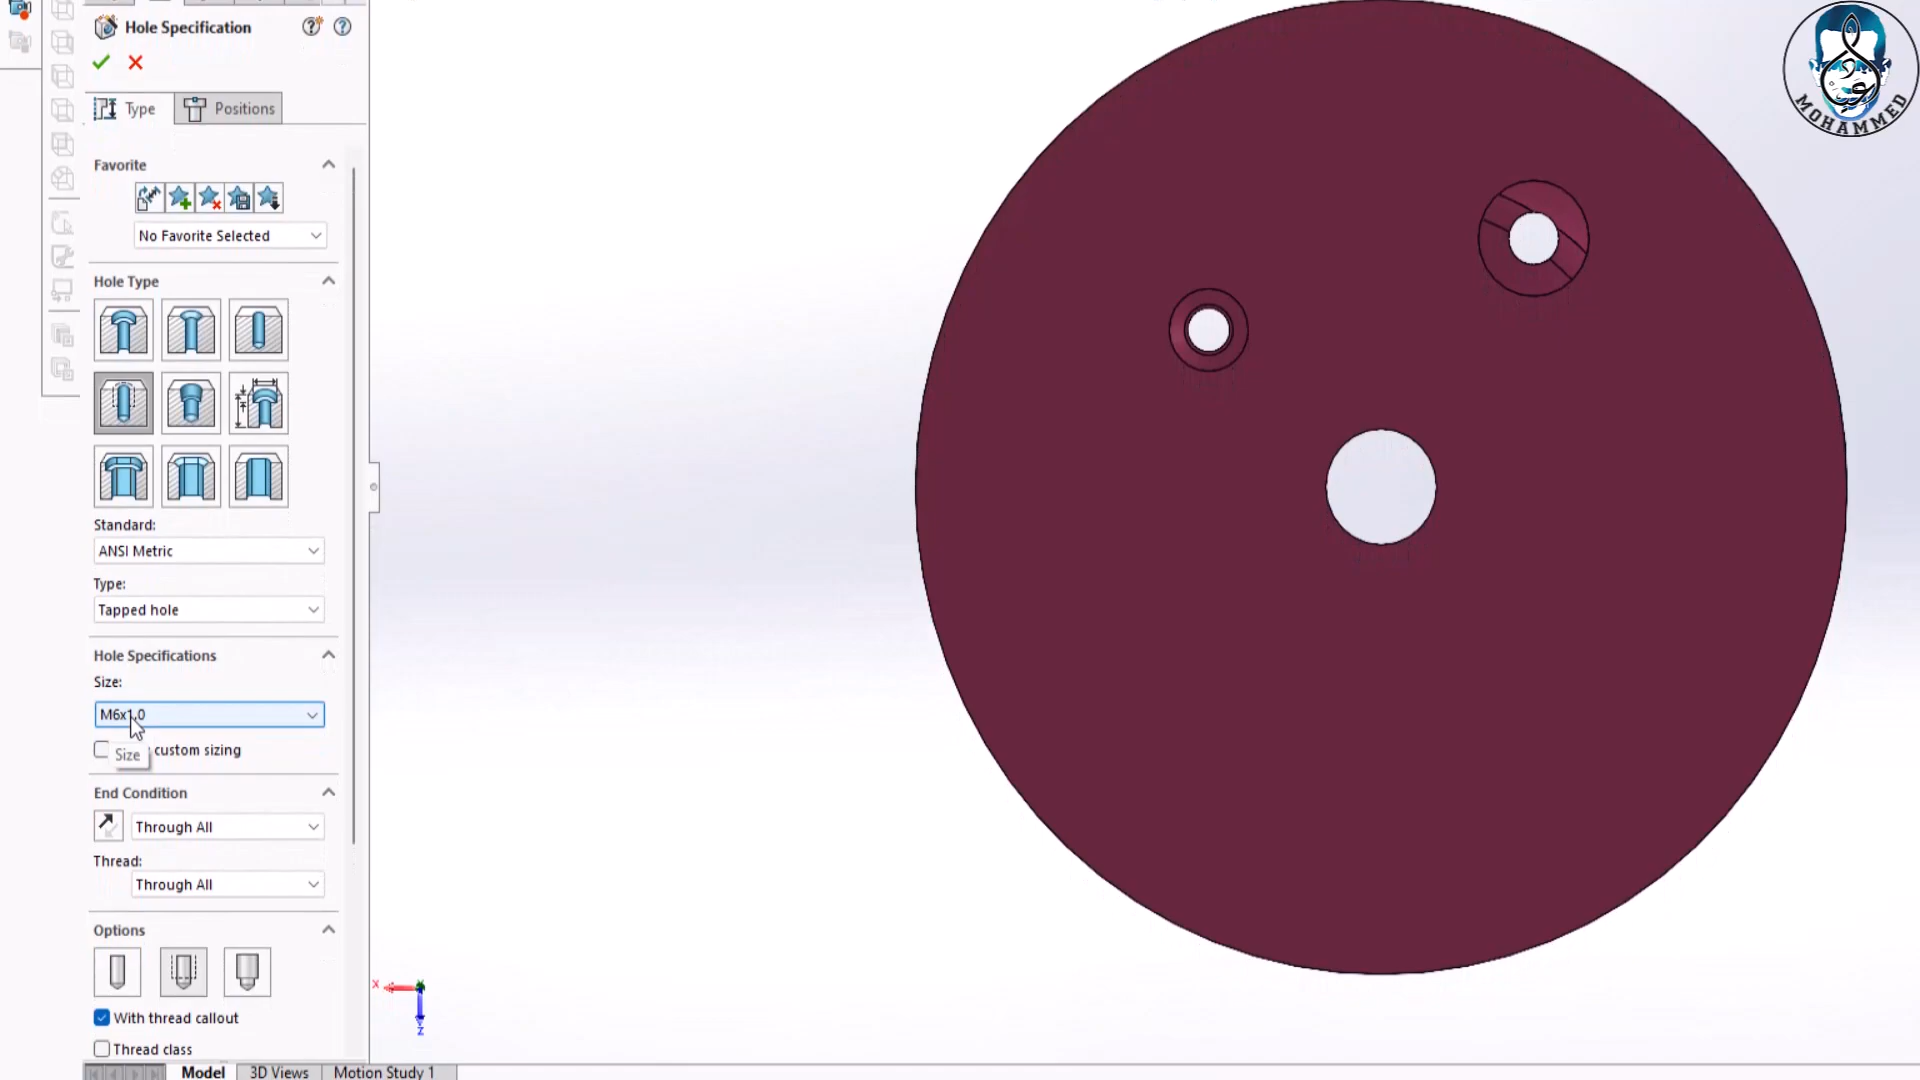 Hole Specification
Type
Positions
Favorite
No Favorite Selected
Hole Type
Standard:
ANSI Metric
Type:
Tapped hole
Hole Specifications
Size:
M6x1.0
custom sizing
Size
End Condition
Through All
Thread:
Through All
Options
With thread callout
Thread class
Model
3D Views
Motion Study 1
X
Z
MOHAMMED